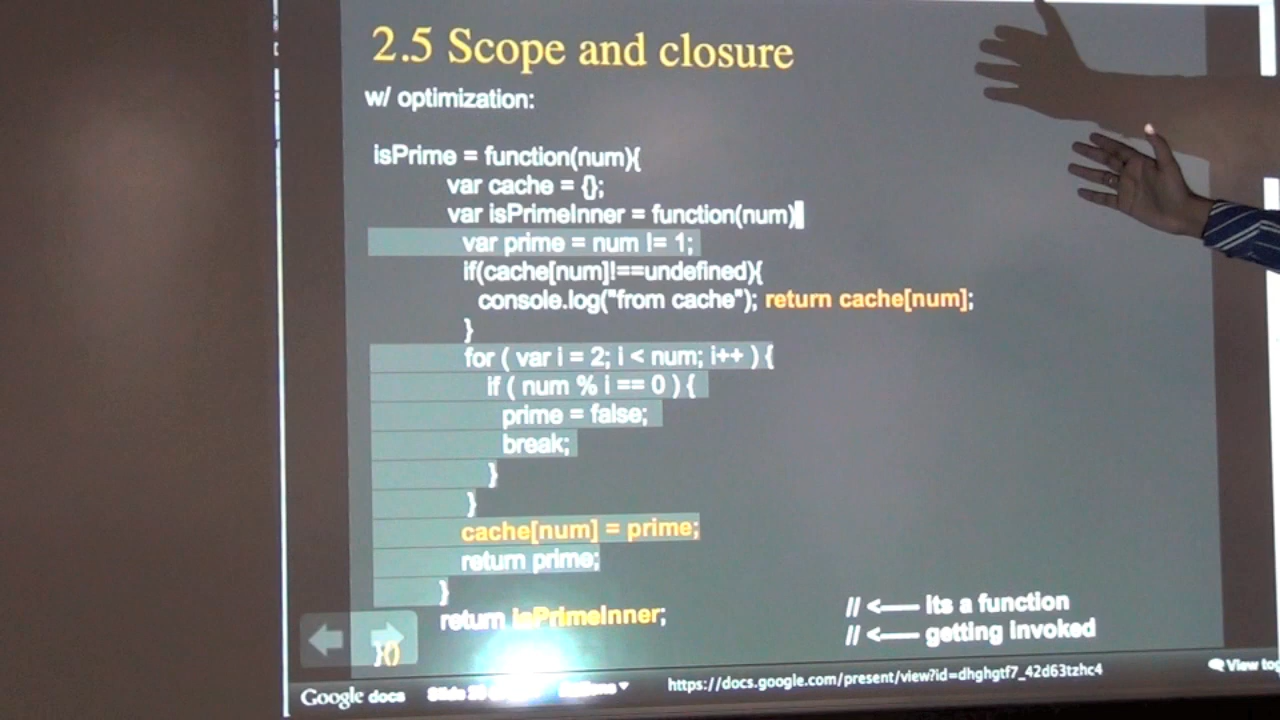 2.5 Scope and closure
w/ optimization:
isPrime = function(num){
var cache = {};
var isPrimeInner = function(num)
var prime = num != 1;
if(cache[num]!==undefined){
console.log("from cache"); return cache[num];
}
for ( var i = 2; i < num; i++ ) {
if ( num % i == 0 ) {
prime = false;
break;
}
}
cache[num] = prime;
return prime;
}
return isPrimeInner; // <—— its a function
}() // <—— getting invoked
Google docs Slide https://docs.google.com/present/view?id=dhghgtf7_42d63tzhc4 View tog